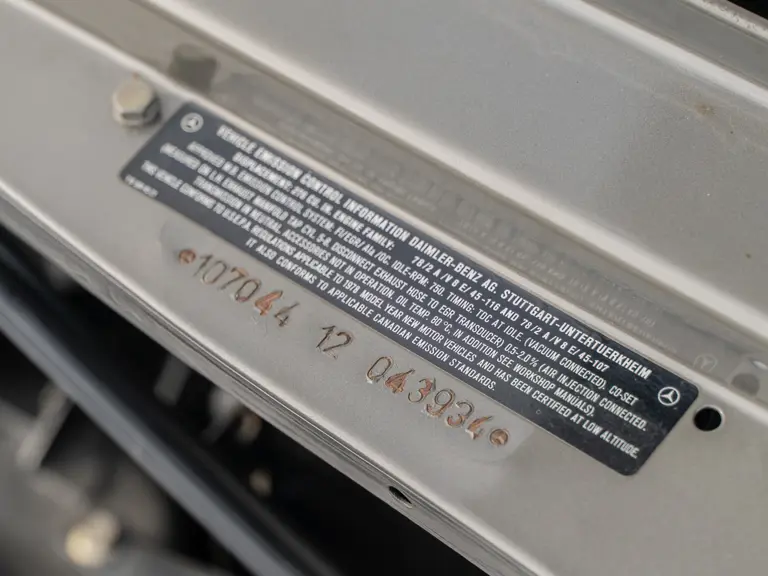 VEHICLE EMISSION CONTROL INFORMATION DAIMLER-BENZ AG. STUTTGART-UNTERTUERKHEIM
DISPLACEMENT: 276 CU. IN. ENGINE FAMILY: 78/2 A /V 8 E/ 45-116 AND 78/2 A /V 8 E/ 45-107
APPROVED M.B. EMISSION CONTROL SYSTEM: FI/EGR/ /OC. IDLE-RPM: 750, TIMING: TDC AT IDLE, (VACUUM CONNECTED), CO-SET
(MEASURED ON L.H. EXHAUST MANIFOLD TAP CYL. 5-8, DISCONNECT EXHAUST HOSE TO EGR TRANSDUCER) 0.5-2.0% (AIR INJECTION CONNECTED.
TRANSMISSION IN NEUTRAL, ACCESSORIES NOT IN OPERATION, OIL TEMP. 80 °C, IN ADDITION SEE WORKSHOP MANUALS).
THE VEHICLE CONFORMS TO U.S.E.P.A. REGULATIONS APPLICABLE TO 1978 MODEL YEAR NEW MOTOR VEHICLES AND HAS BEEN CERTIFIED AT LOW ALTITUDE.
IT ALSO CONFORMS TO APPLICABLE CANADIAN EMISSION STANDARDS.
107044 12 043934